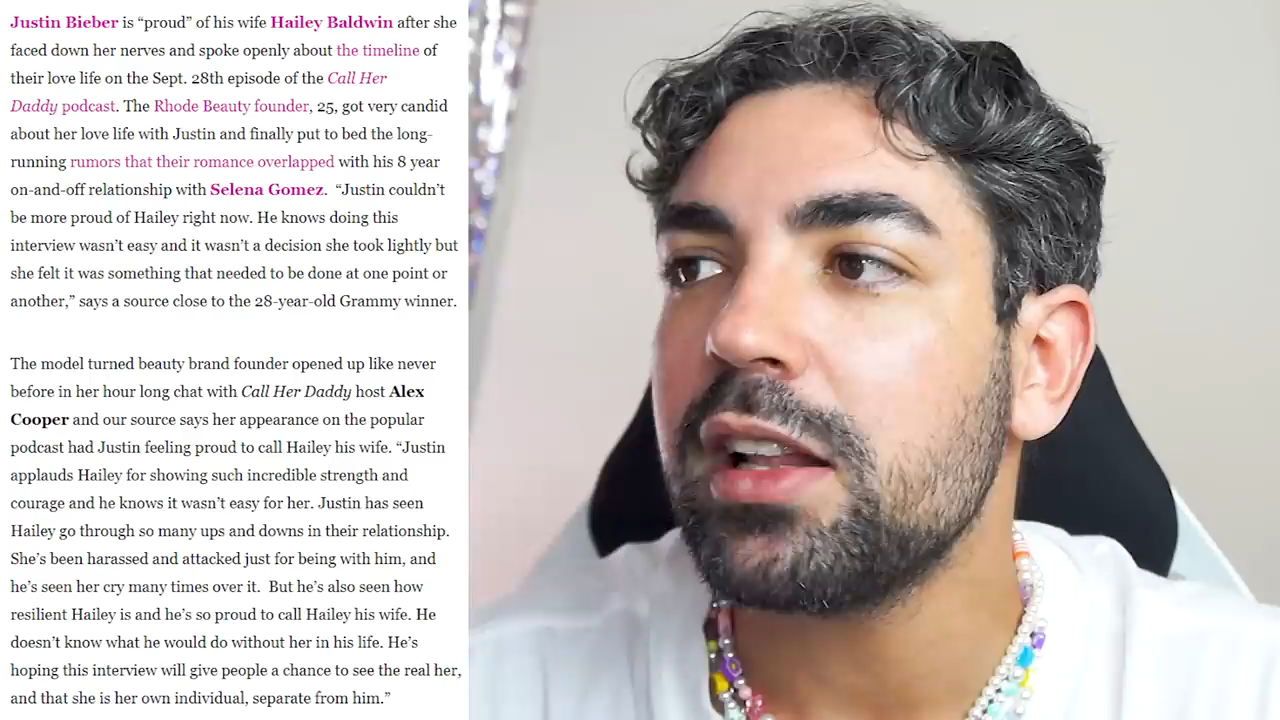 Justin Bieber is “proud” of his wife Hailey Baldwin after she
faced down her nerves and spoke openly about the timeline of
their love life on the Sept. 28th episode of the Call Her
Daddy podcast. The Rhode Beauty founder, 25, got very candid
about her love life with Justin and finally put to bed the long-
running rumors that their romance overlapped with his 8 year
on-and-off relationship with Selena Gomez.  “Justin couldn’t
be more proud of Hailey right now. He knows doing this
interview wasn’t easy and it wasn’t a decision she took lightly but
she felt it was something that needed to be done at one point or
another,” says a source close to the 28-year-old Grammy winner.
The model turned beauty brand founder opened up like never
before in her hour long chat with Call Her Daddy host Alex
Cooper and our source says her appearance on the popular
podcast had Justin feeling proud to call Hailey his wife. “Justin
applauds Hailey for showing such incredible strength and
courage and he knows it wasn’t easy for her. Justin has seen
Hailey go through so many ups and downs in their relationship.
She’s been harassed and attacked just for being with him, and
he’s seen her cry many times over it.  But he’s also seen how
resilient Hailey is and he’s so proud to call Hailey his wife. He
doesn’t know what he would do without her in his life. He’s
hoping this interview will give people a chance to see the real her,
and that she is her own individual, separate from him.”